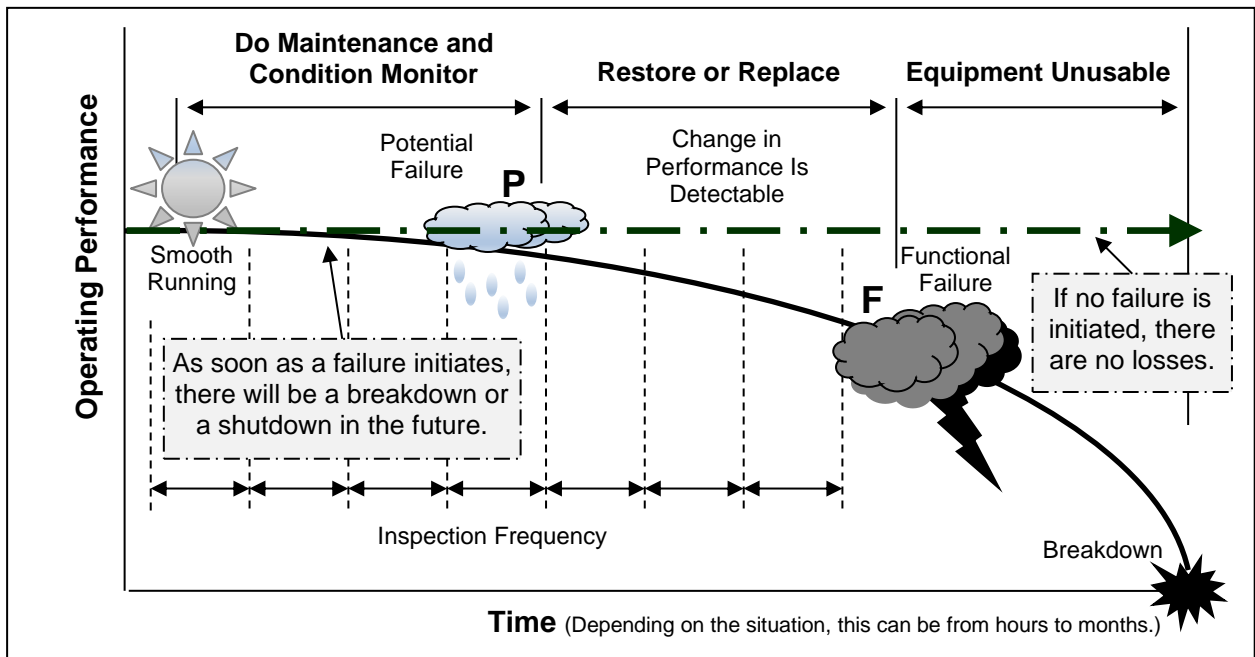 Do Maintenance and
Condition Monitor
Restore or Replace
Equipment Unusable
Operating Performance
Potential
Failure
P
Change in
Performance Is
Detectable
Smooth
Running
Functional
Failure
F
If no failure is
initiated, there
are no losses.
As soon as a failure initiates,
there will be a breakdown or
a shutdown in the future.
Inspection Frequency
Breakdown
Time (Depending on the situation, this can be from hours to months.)